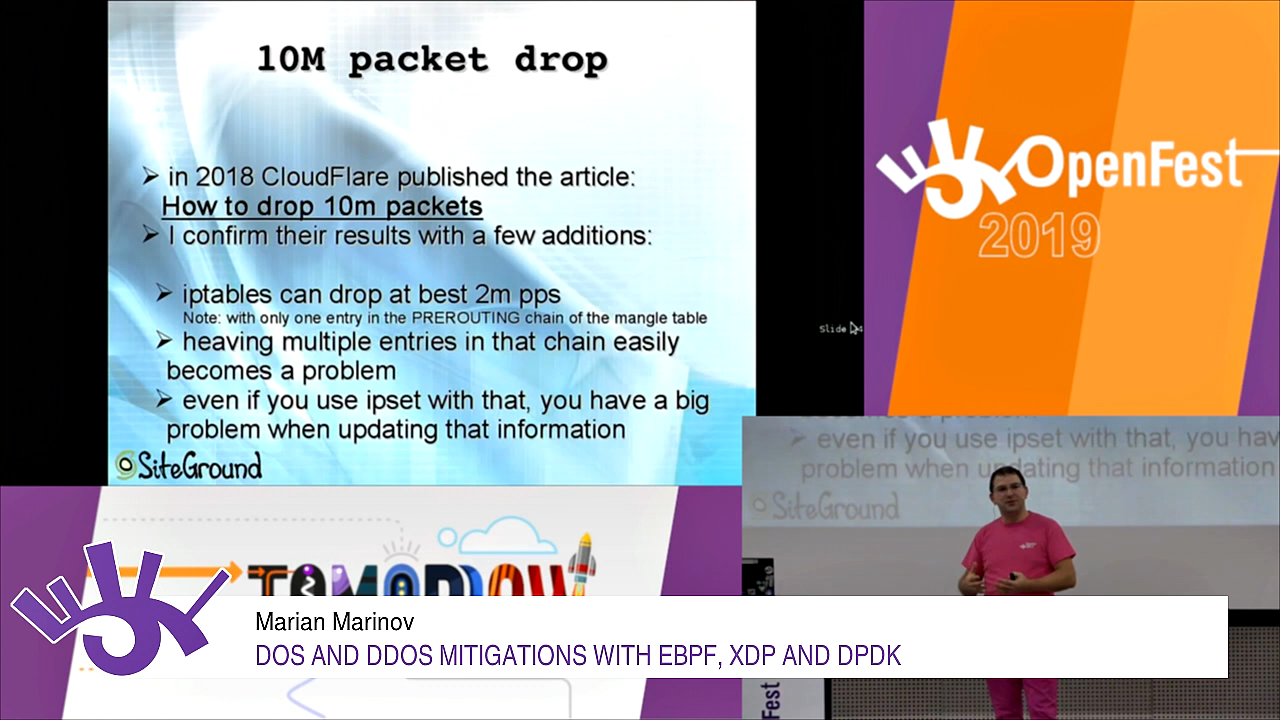 10M packet drop
➢ in 2018 CloudFlare published the article:
How to drop 10m packets
➢ I confirm their results with a few additions:
➢ iptables can drop at best 2m pps
Note: with only one entry in the PREROUTING chain of the mangle table
➢ heaving multiple entries in that chain easily
becomes a problem
➢ even if you use ipset with that, you have a big
problem when updating that information
SiteGround
OpenFest
2019
Slide
➢ even if you use ipset with that, you hav
problem when updating that information
SiteGround
TOMORROW
Marian Marinov
DOS AND DDOS MITIGATIONS WITH EBPF, XDP AND DPDK
Fest